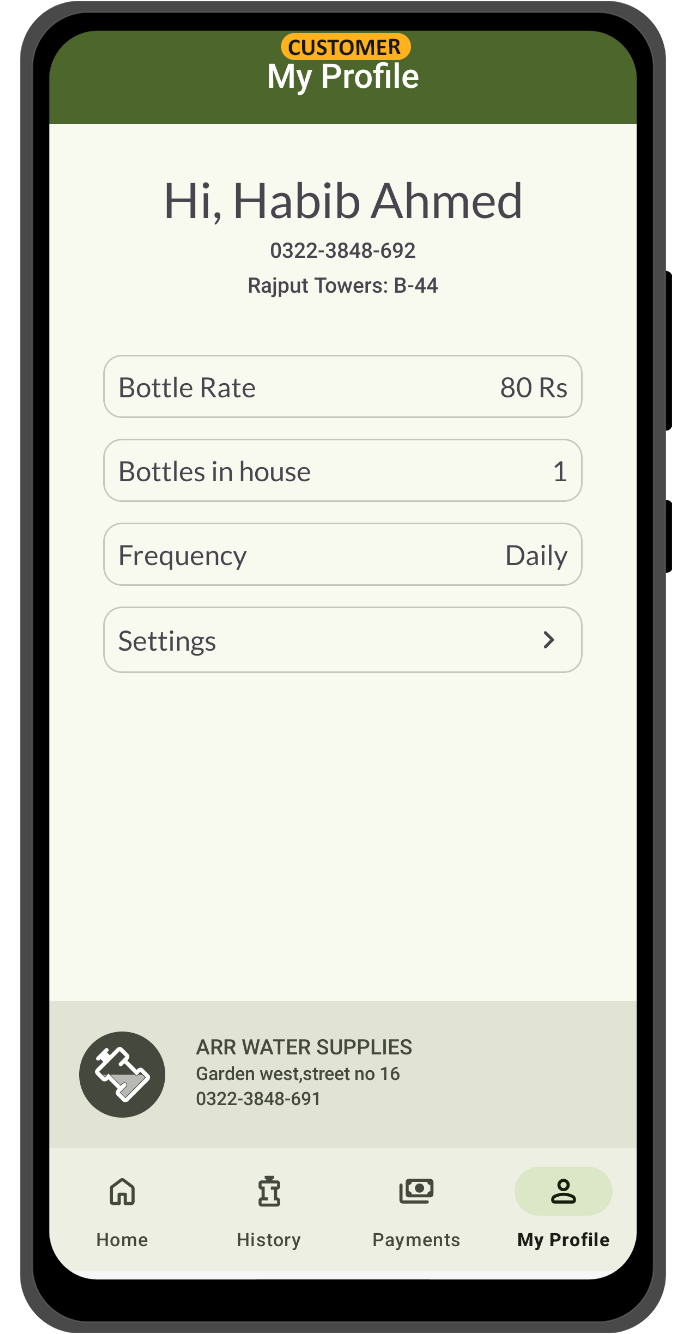 CUSTOMER
My Profile
Hi, Habib Ahmed
0322-3848-692
Rajput Towers: B-44
Bottle Rate 80 Rs
Bottles in house 1
Frequency Daily
Settings
ARR WATER SUPPLIES
Garden west,street no 16
0322-3848-691
Home History Payments My Profile